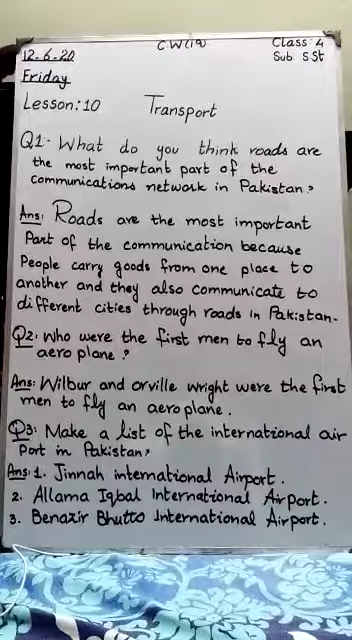 12-6-20 C.W(19) Class: 4
Friday Sub S.St
Lesson:10 Transport
Q1:- What do you think roads are
the most important part of the
communications network in Pakistan?
Ans: Roads are the most important
Part of the communication because
People carry goods from one place to
another and they also communicate to
different cities through roads in Pakistan.
Q2: Who were the first men to fly an
aero plane?
Ans: Wilbur and orville wright were the first
men to fly an aeroplane.
Q3: Make a list of the international air
Port in Pakistan?
Ans: 1. Jinnah international Airport.
2. Allama Iqbal International Airport.
3. Benazir Bhutto International Airport.